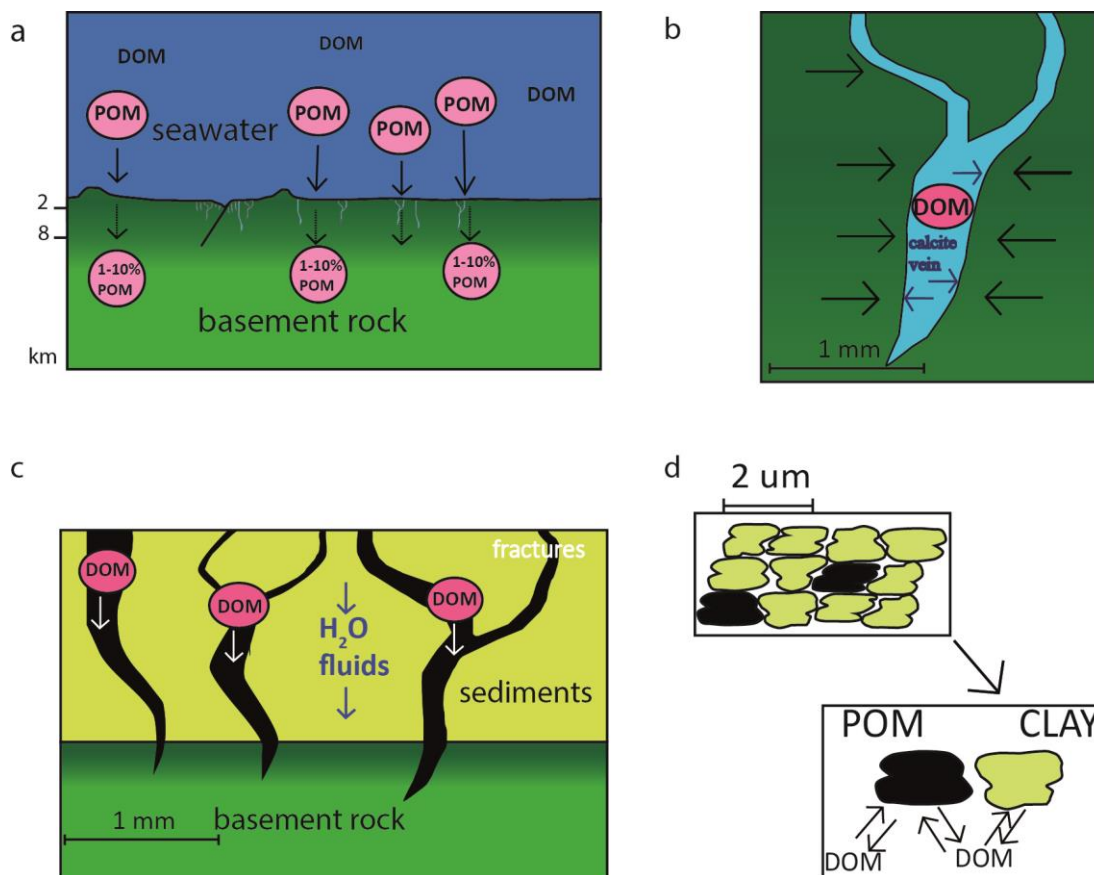 a
DOM
DOM
DOM
POM
POM
POM
POM
seawater
2
8
1-10%
POM
1-10%
POM
1-10%
POM
basement rock
km
b
DOM
calcite
vein
1 mm
c
fractures
DOM
DOM
DOM
H₂O
fluids
sediments
basement rock
1 mm
d
2 um
POM CLAY
DOM DOM